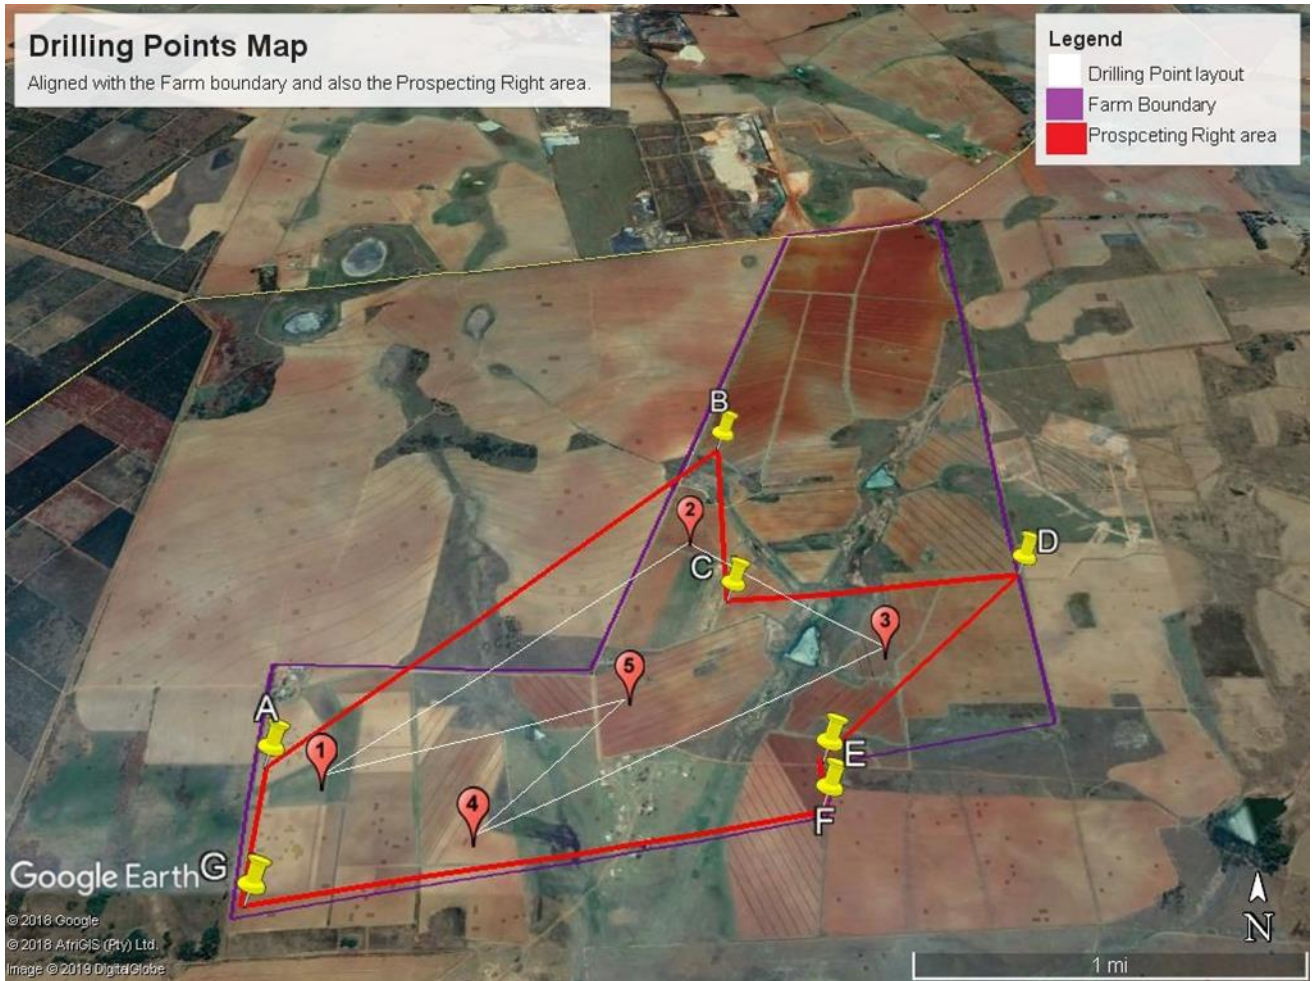 Drilling Points Map
Aligned with the Farm boundary and also the Prospecting Right area.
Legend
Drilling Point layout
Farm Boundary
Prospceting Right area
B
2
C
D
3
5
A
1
E
4
F
G
Google Earth
© 2018 Google
© 2018 AfriGIS (Pty) Ltd.
Image © 2019 DigitalGlobe
N
1 mi